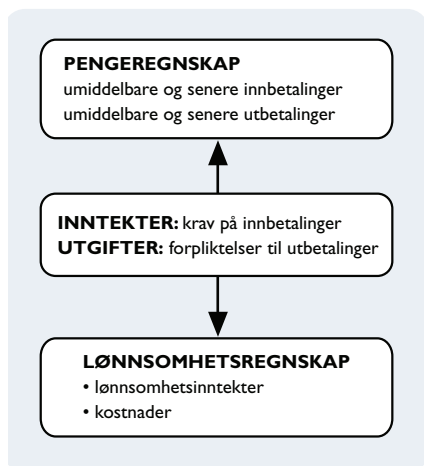 PENGEREGNSKAP
umiddelbare og senere innbetalinger
umiddelbare og senere utbetalinger
INNTEKTER: krav på innbetalinger
UTGIFTER: forpliktelser til utbetalinger
LØNNSOMHETSREGNSKAP
• lønnsomhetsinntekter
• kostnader